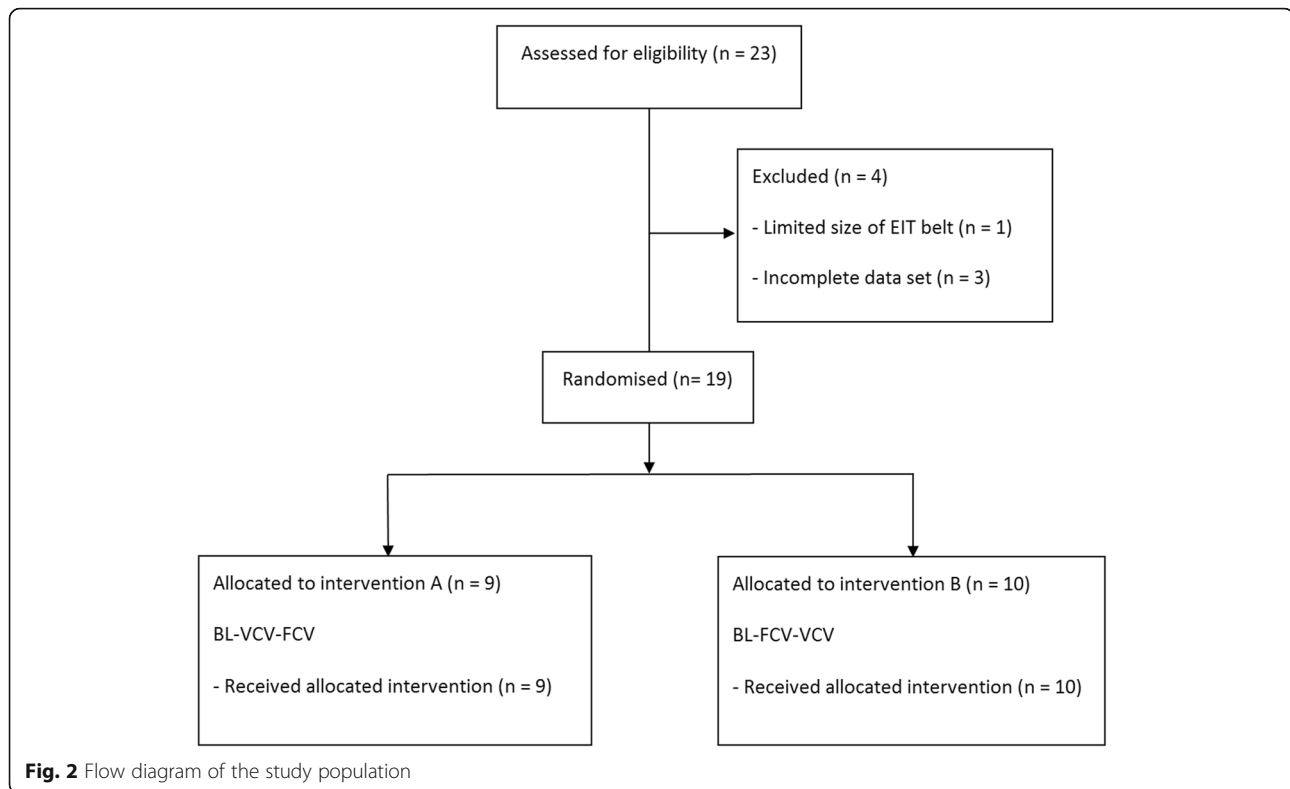 Assessed for eligibility (n = 23)
Excluded (n = 4)
- Limited size of EIT belt (n = 1)
- Incomplete data set (n = 3)
Randomised (n= 19)
Allocated to intervention A (n = 9)
BL-VCV-FCV
- Received allocated intervention (n = 9)
Allocated to intervention B (n = 10)
BL-FCV-VCV
- Received allocated intervention (n = 10)
Fig. 2 Flow diagram of the study population